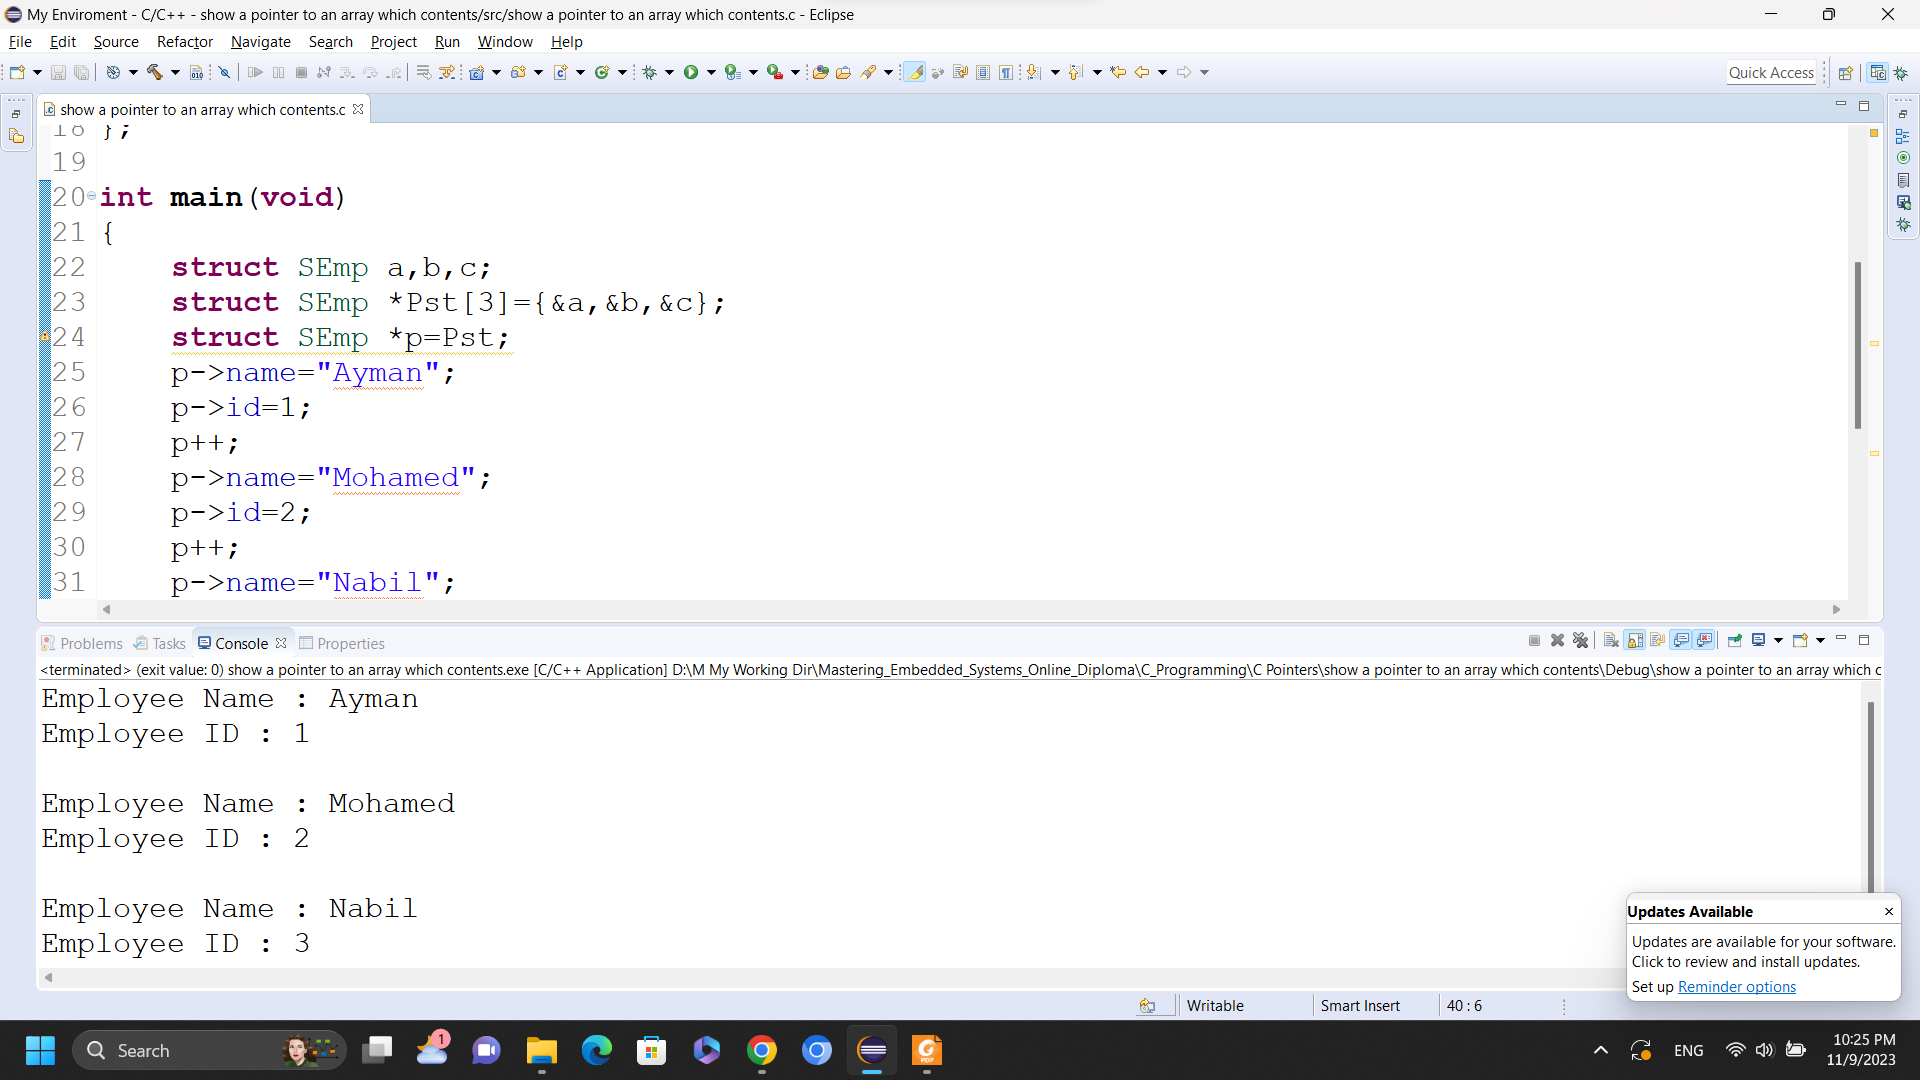 My Enviroment - C/C++ - show a pointer to an array which contents/src/show a pointer to an array which contents.c - Eclipse
File Edit Source Refactor Navigate Search Project Run Window Help
Quick Access
show a pointer to an array which contents.c
18 };
19
20 int main(void)
21 {
22 struct SEmp a,b,c;
23 struct SEmp *Pst[3]={&a,&b,&c};
24 struct SEmp *p=Pst;
25 p->name="Ayman";
26 p->id=1;
27 p++;
28 p->name="Mohamed";
29 p->id=2;
30 p++;
31 p->name="Nabil";
Problems Tasks Console Properties
<terminated> (exit value: 0) show a pointer to an array which contents.exe [C/C++ Application] D:\M My Working Dir\Mastering_Embedded_Systems_Online_Diploma\C_Programming\C Pointers\show a pointer to an array which contents\Debug\show a pointer to an array which c
Employee Name : Ayman
Employee ID : 1
Employee Name : Mohamed
Employee ID : 2
Employee Name : Nabil
Employee ID : 3
Updates Available
Updates are available for your software.
Click to review and install updates.
Set up Reminder options
Writable Smart Insert 40 : 6
Search
1
PDF
ENG
10:25 PM
11/9/2023